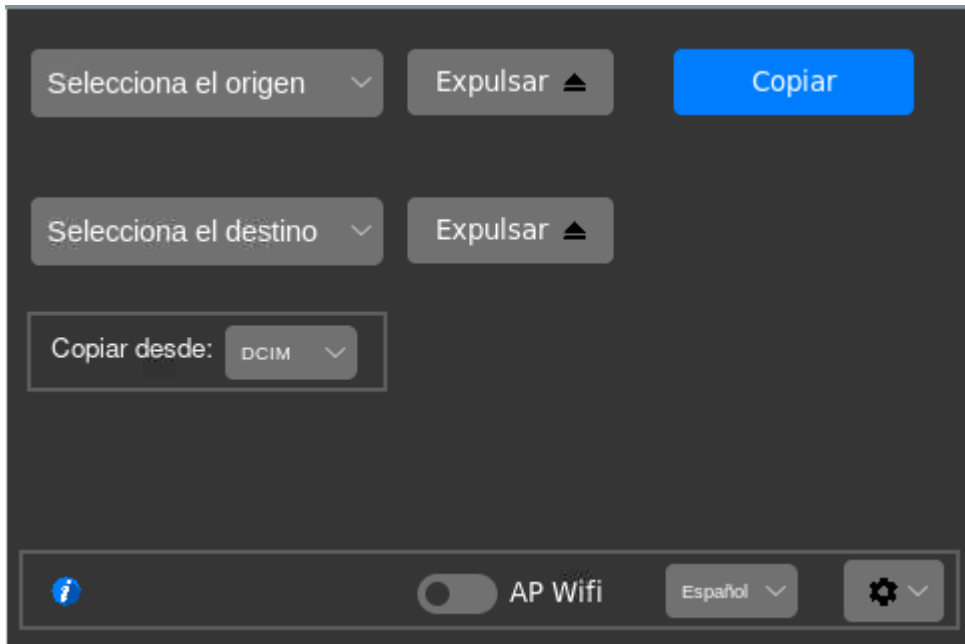 Selecciona el origen
Expulsar
Copiar
Selecciona el destino
Expulsar
Copiar desde: DCIM
i
AP Wifi
Español